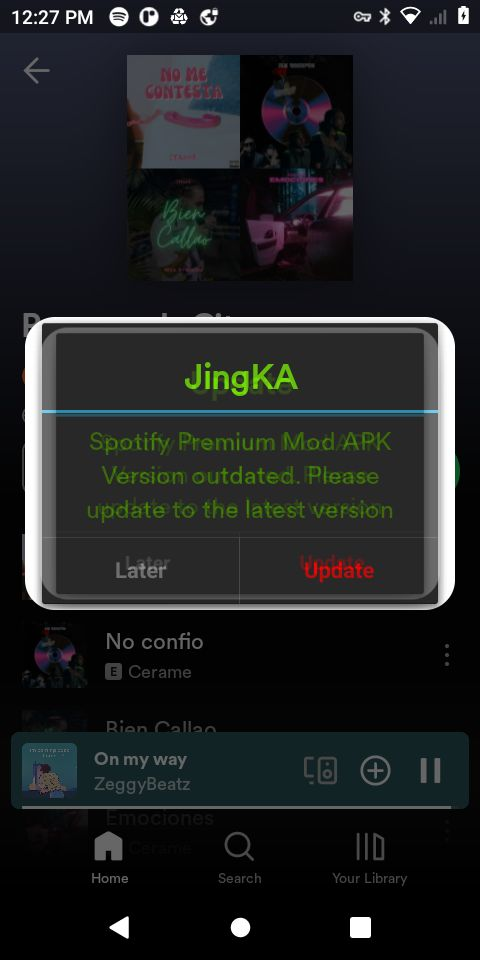 12:27 PM
NO ME
CONTESTA
Bien
Callao
EMOCIONES
JingKA
Update
Spotify Premium Mod APK
Version outdated. Please
update to the latest version
Later
Update
No confio
E Cerame
Bien Callao
On my way
ZeggyBeatz
Emociones
Cerame
Home
Search
Your Library